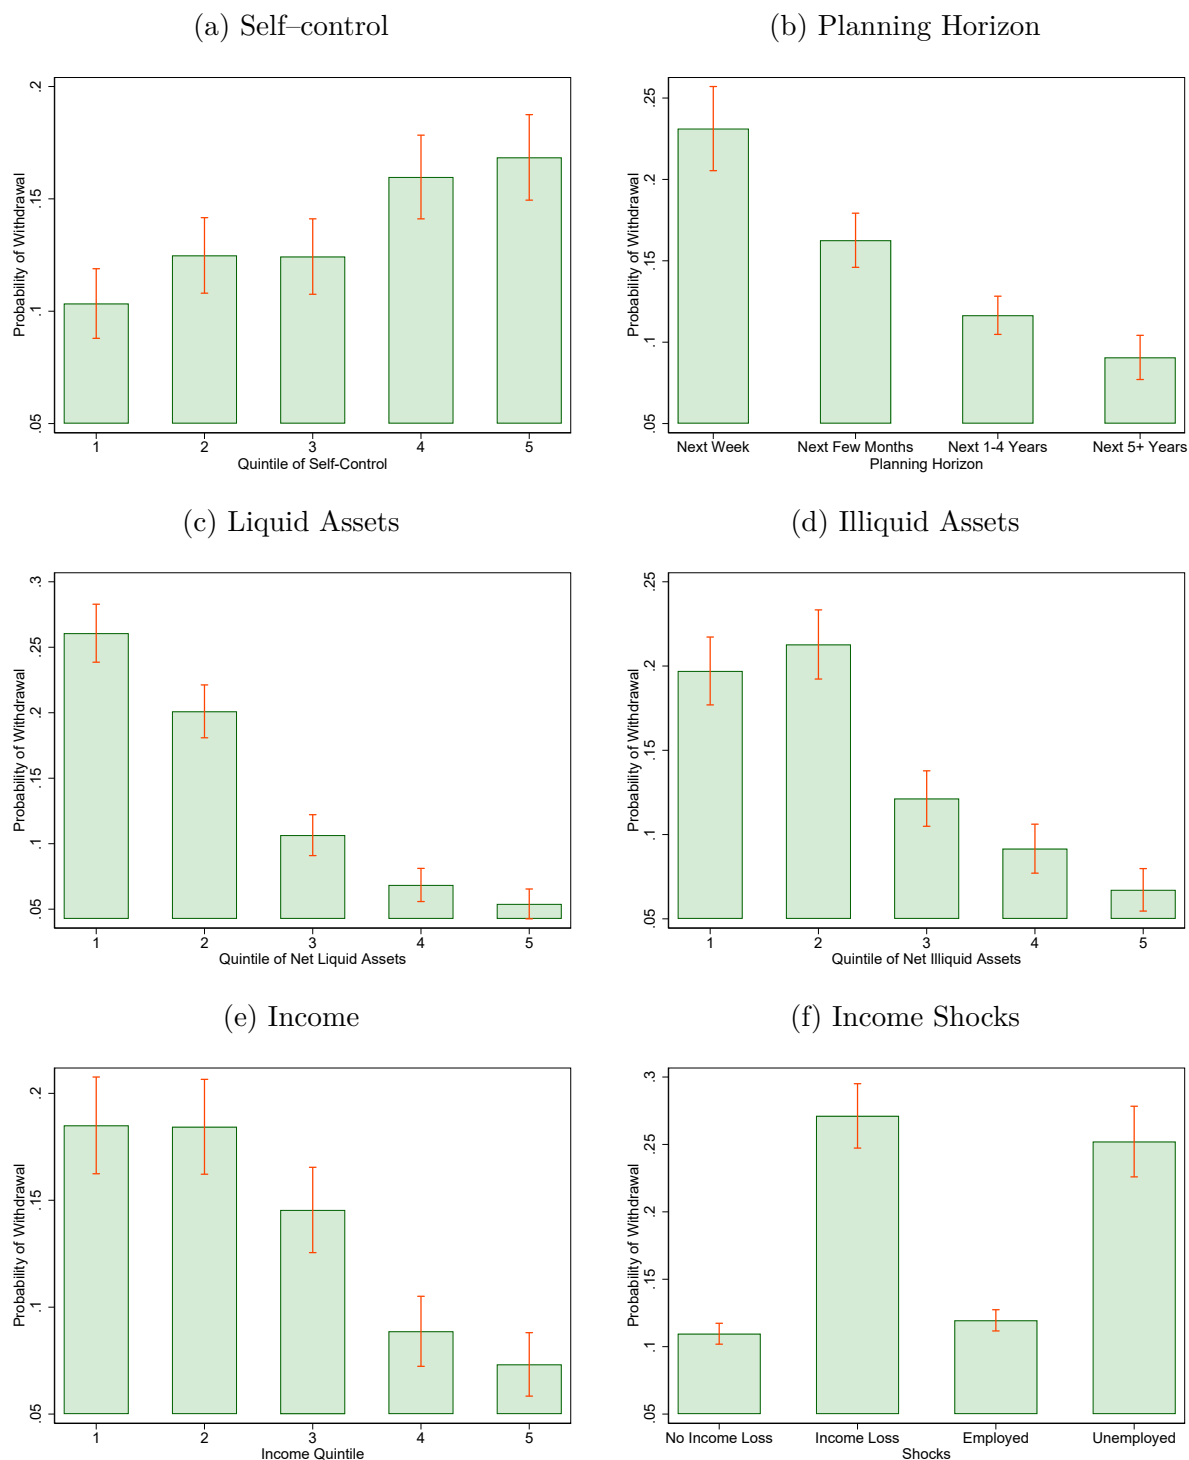 (a) Self–control
Probability of Withdrawal
.2
.15
.1
.05
1 2 3 4 5
Quintile of Self-Control
(b) Planning Horizon
Probability of Withdrawal
.25
.2
.15
.1
.05
Next Week Next Few Months Next 1-4 Years Next 5+ Years
Planning Horizon
(c) Liquid Assets
Probability of Withdrawal
.3
.25
.2
.15
.1
.05
1 2 3 4 5
Quintile of Net Liquid Assets
(d) Illiquid Assets
Probability of Withdrawal
.25
.2
.15
.1
.05
1 2 3 4 5
Quintile of Net Illiquid Assets
(e) Income
Probability of Withdrawal
.2
.15
.1
.05
1 2 3 4 5
Income Quintile
(f) Income Shocks
Probability of Withdrawal
.3
.25
.2
.15
.1
.05
No Income Loss Income Loss Employed Unemployed
Shocks